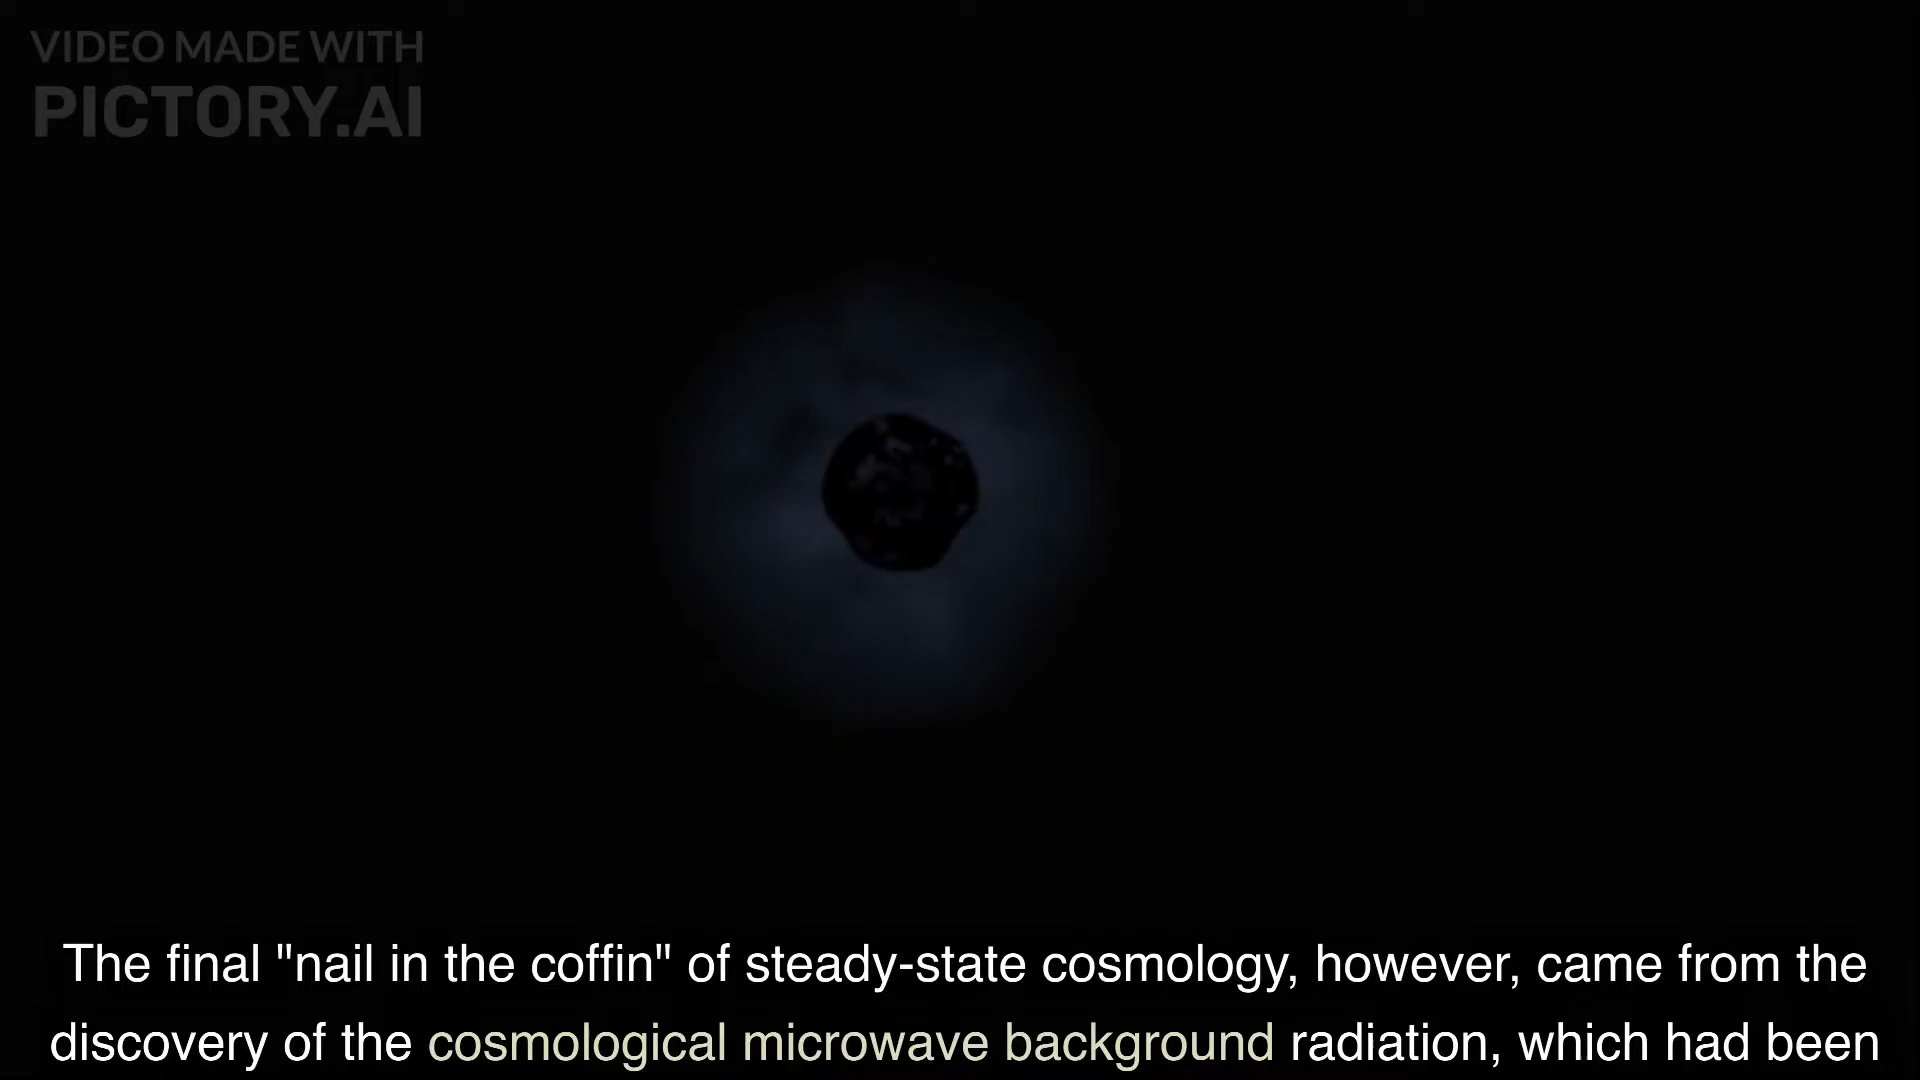 VIDEO MADE WITH
PICTORY.AI
The final "nail in the coffin" of steady-state cosmology, however, came from the
discovery of the cosmological microwave background radiation, which had been